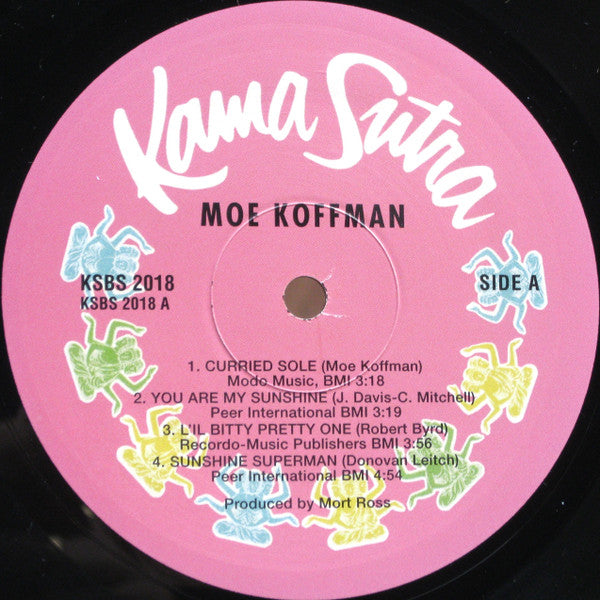 Kama Sutra
MOE KOFFMAN
KSBS 2018
KSBS 2018 A
SIDE A
1. CURRIED SOLE (Moe Koffman)
Modo Music, BMI 3:18
2. YOU ARE MY SUNSHINE (J. Davis-C. Mitchell)
Peer International BMI 3:19
3. L'IL BITTY PRETTY ONE (Robert Byrd)
Recordo-Music Publishers BMI 3:56
4. SUNSHINE SUPERMAN (Donovan Leitch)
Peer International BMI 4:54
Produced by Mort Ross